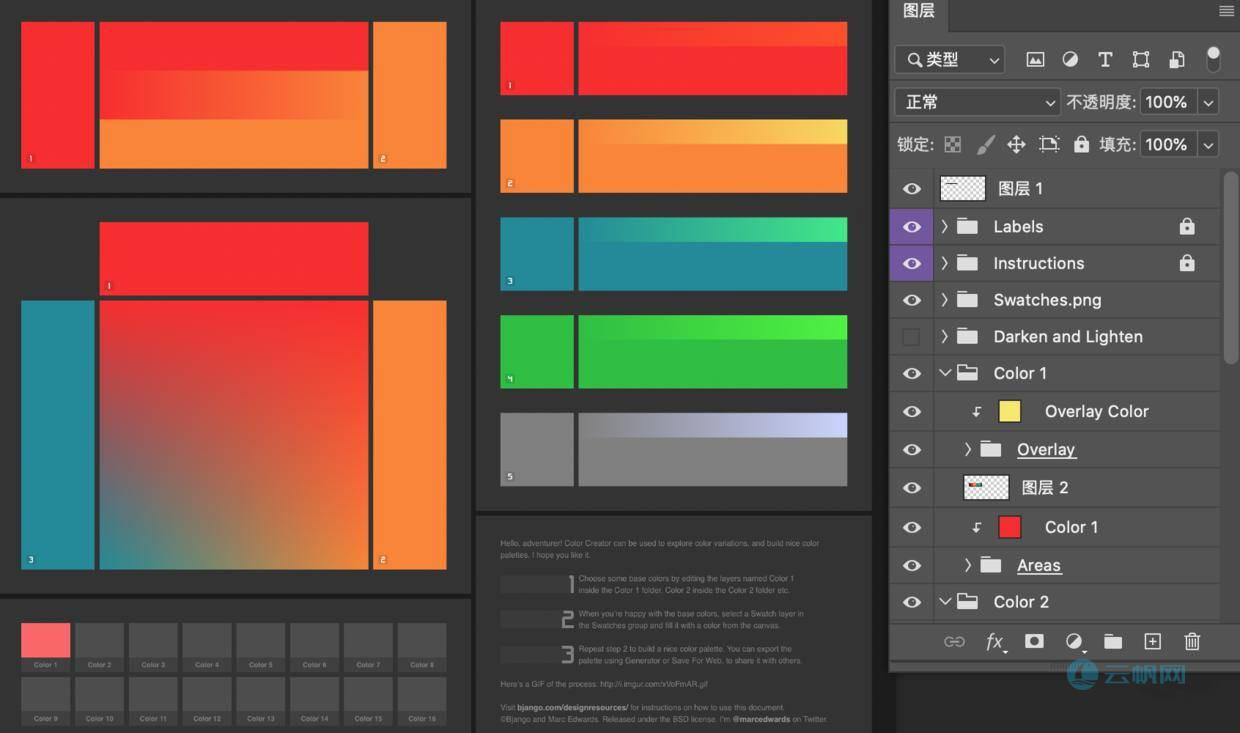 1
2
1
3
2
Color 1 Color 2 Color 3 Color 4 Color 5 Color 6 Color 7 Color 8
Color 9 Color 10 Color 11 Color 12 Color 13 Color 14 Color 15 Color 16
1
2
3
4
5
Hello, adventurer! Color Creator can be used to explore color variations, and build nice color
palettes. I hope you like it.
1 Choose some base colors by editing the layers named Color 1
inside the Color 1 folder, Color 2 inside the Color 2 folder etc.
2 When you're happy with the base colors, select a Swatch layer in
the Swatches group and fill it with a color from the canvas.
3 Repeat step 2 to build a nice color palette. You can export the
palette using Generator or Save For Web, to share it with others.
Here's a GIF of the process: http://i.imgur.com/xVoFmAR.gif
Visit bjango.com/designresources/ for instructions on how to use this document.
©Bjango and Marc Edwards. Released under the BSD license. I'm @marcedwards on Twitter.
图层
类型
正常 不透明度: 100%
锁定: 填充: 100%
图层 1
Labels
Instructions
Swatches.png
Darken and Lighten
Color 1
Overlay Color
Overlay
图层 2
Color 1
Areas
Color 2
fx
云帆网